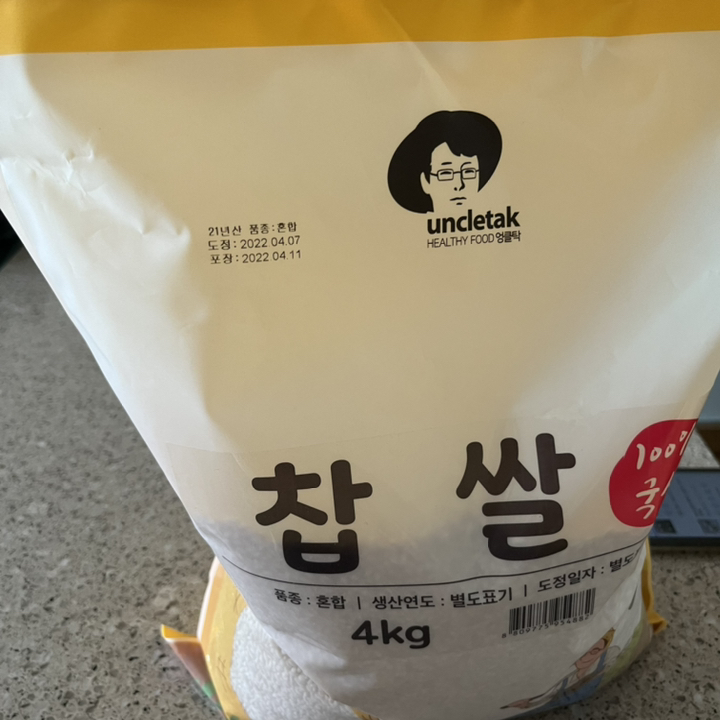 uncletak
HEALTHY FOOD 엉클탁
21년산 품종:혼합
도정:2022 04.07
포장:2022 04.11
100%
찹쌀
품종 : 혼합 | 생산연도 : 별도표기 | 도정일자 :
4kg